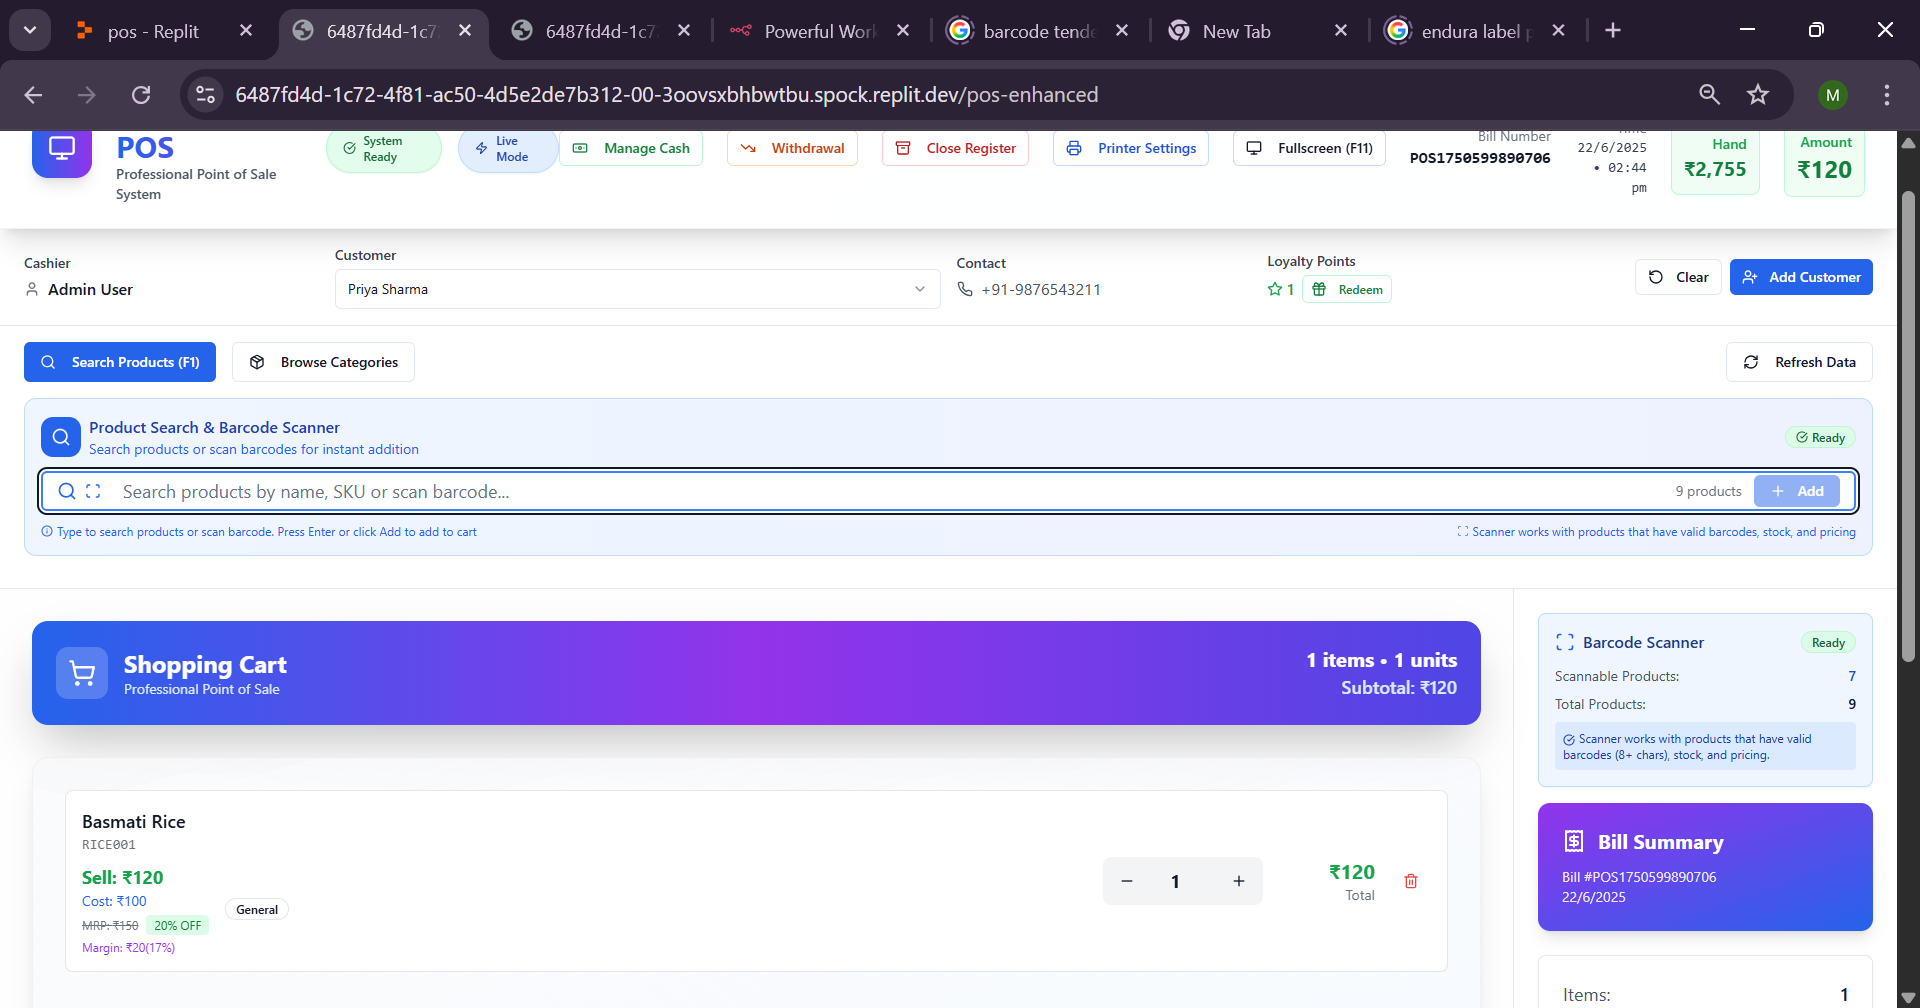 pos - Replit
6487fd4d-1c7
6487fd4d-1c7
Powerful Work
barcode tende
New Tab
endura label p
6487fd4d-1c72-4f81-ac50-4d5e2de7b312-00-3oovsxbhbwtbu.spock.replit.dev/pos-enhanced
M
POS
Professional Point of Sale
System
System
Ready
Live
Mode
Manage Cash
Withdrawal
Close Register
Printer Settings
Fullscreen (F11)
Bill Number
POS1750599890706
Time
22/6/2025
• 02:44
pm
Hand
₹2,755
Amount
₹120
Cashier
Admin User
Customer
Priya Sharma
Contact
+91-9876543211
Loyalty Points
1
Redeem
Clear
Add Customer
Search Products (F1)
Browse Categories
Refresh Data
Product Search & Barcode Scanner
Search products or scan barcodes for instant addition
Ready
Search products by name, SKU or scan barcode...
9 products
+ Add
Type to search products or scan barcode. Press Enter or click Add to add to cart
Scanner works with products that have valid barcodes, stock, and pricing
Shopping Cart
Professional Point of Sale
1 items • 1 units
Subtotal: ₹120
Basmati Rice
RICE001
Sell: ₹120
Cost: ₹100
MRP: ₹150
20% OFF
Margin: ₹20(17%)
General
− 1 +
₹120
Total
Barcode Scanner
Ready
Scannable Products: 7
Total Products: 9
Scanner works with products that have valid
barcodes (8+ chars), stock, and pricing.
Bill Summary
Bill #POS1750599890706
22/6/2025
Items: 1